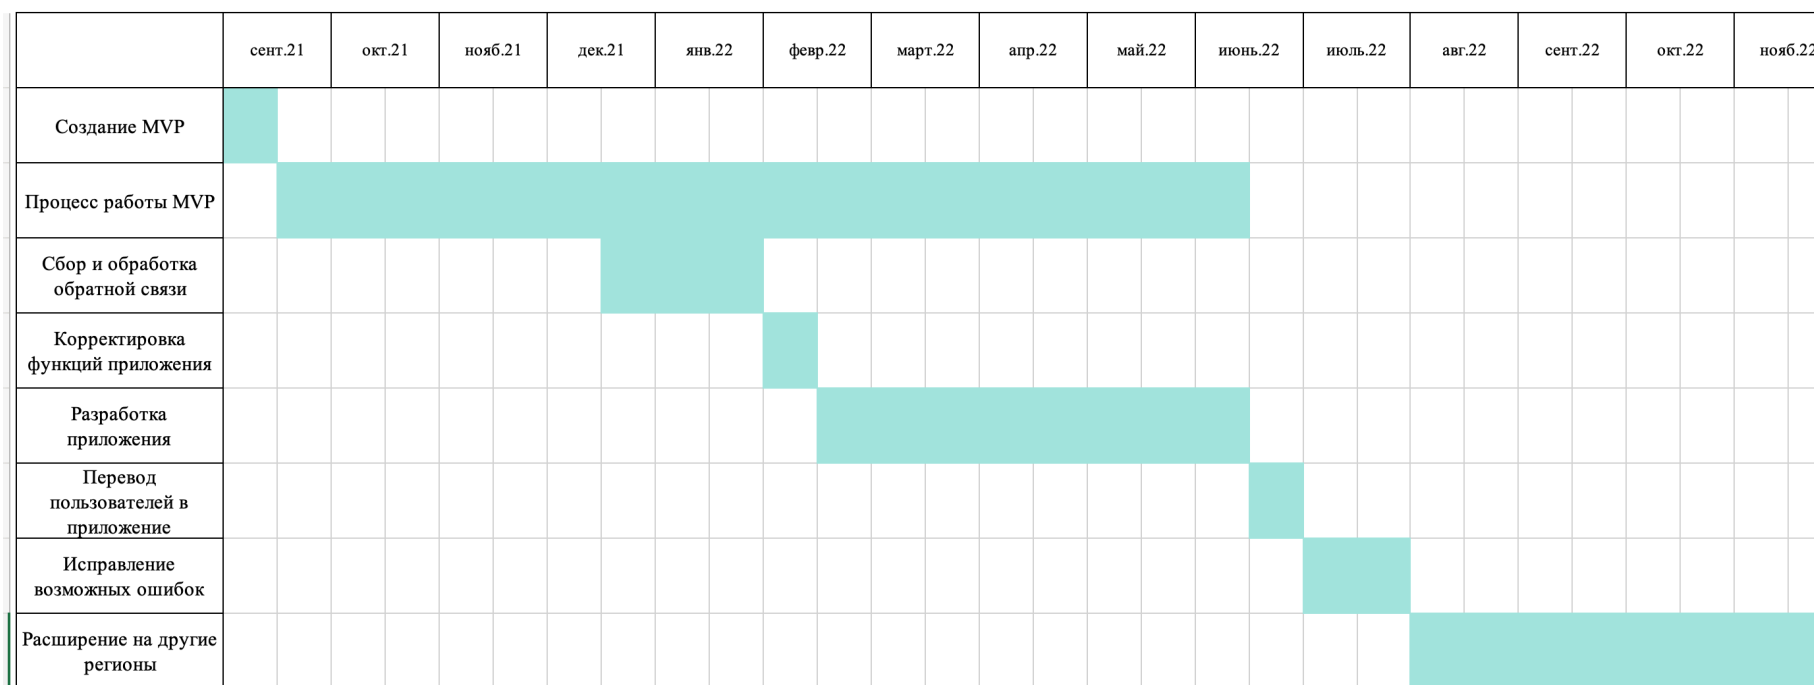 сент.21 окт.21 нояб.21 дек.21 янв.22 февр.22 март.22 апр.22 май.22 июнь.22 июль.22 авг.22 сент.22 окт.22 нояб.22
Создание MVP
Процесс работы MVP
Сбор и обработка
обратной связи
Корректировка
функций приложения
Разработка
приложения
Перевод
пользователей в
приложение
Исправление
возможных ошибок
Расширение на другие
регионы